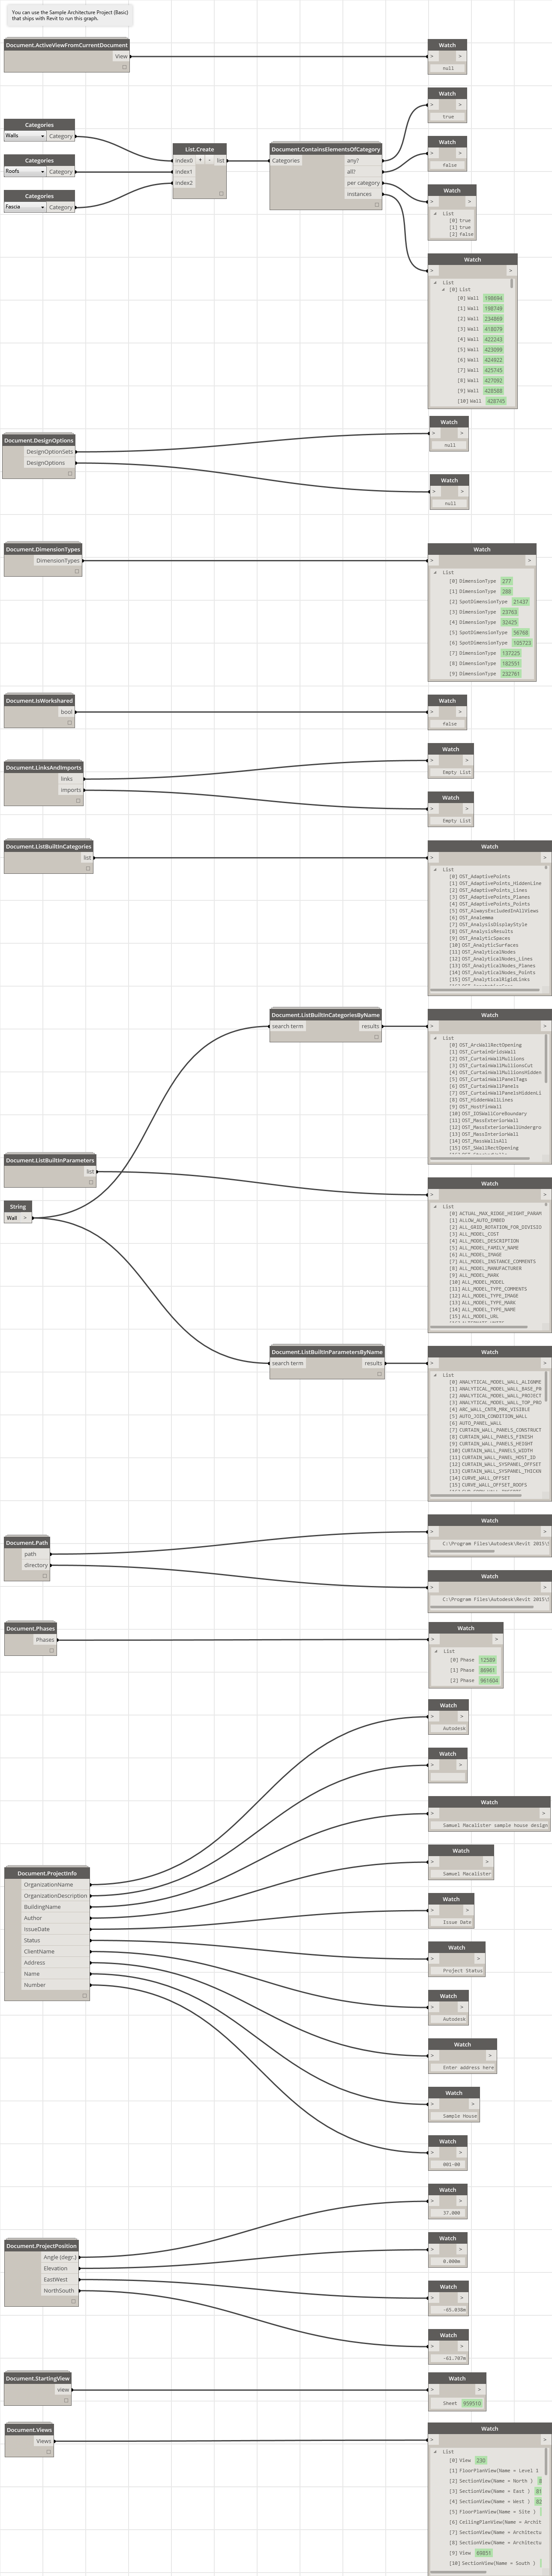 You can use the Sample Architecture Project (Basic)
that ships with Revit to run this graph.
Document.ActiveViewFromCurrentDocument
View
Watch
>
>
null
Watch
>
>
true
Categories
Walls
Category
Categories
Roofs
Category
Categories
Fascia
Category
List.Create
index0 + - list
index1
index2
Document.ContainsElementsOfCategory
Categories any?
all?
per category
instances
Watch
>
>
false
Watch
>
>
List
[0] true
[1] true
[2] false
Watch
>
>
List
[0] List
[0] Wall 198694
[1] Wall 199749
[2] Wall 234869
[3] Wall 418079
[4] Wall 422243
[5] Wall 423099
[6] Wall 424922
[7] Wall 425745
[8] Wall 427092
[9] Wall 428588
[10] Wall 428745
Document.DesignOptions
DesignOptionSets
DesignOptions
Watch
>
>
null
Watch
>
>
null
Document.DimensionTypes
DimensionTypes
Watch
>
>
List
[0] DimensionType 277
[1] DimensionType 288
[2] SpotDimensionType 21437
[3] DimensionType 23763
[4] DimensionType 32425
[5] SpotDimensionType 56768
[6] SpotDimensionType 105723
[7] DimensionType 137225
[8] DimensionType 182551
[9] DimensionType 232761
Document.IsWorkshared
bool
Watch
>
>
false
Document.LinksAndImports
links
imports
Watch
>
>
Empty List
Watch
>
>
Empty List
Document.ListBuiltInCategories
list
Watch
>
>
List
[0] OST_AdaptivePoints
[1] OST_AdaptivePoints_HiddenLine
[2] OST_AdaptivePoints_Lines
[3] OST_AdaptivePoints_Planes
[4] OST_AdaptivePoints_Points
[5] OST_AlwaysExcludedInAllViews
[6] OST_Analemma
[7] OST_AnalysisDisplayStyle
[8] OST_AnalysisResults
[9] OST_AnalyticSpaces
[10] OST_AnalyticSurfaces
[11] OST_AnalyticalNodes
[12] OST_AnalyticalNodes_Lines
[13] OST_AnalyticalNodes_Planes
[14] OST_AnalyticalNodes_Points
[15] OST_AnalyticalRigidLinks
Document.ListBuiltInCategoriesByName
search term results
Watch
>
>
List
[0] OST_ArcWallRectOpening
[1] OST_CurtainGridsWall
[2] OST_CurtainWallMullions
[3] OST_CurtainWallMullionsCut
[4] OST_CurtainWallMullionsHidden
[5] OST_CurtainWallPanelTags
[6] OST_CurtainWallPanels
[7] OST_CurtainWallPanelsHiddenLi
[8] OST_HiddenWallLines
[9] OST_HostFinWall
[10] OST_IOSWallCoreBoundary
[11] OST_MassExteriorWall
[12] OST_MassExteriorWallUndergro
[13] OST_MassInteriorWall
[14] OST_MassWallsAll
[15] OST_SWallRectOpening
Document.ListBuiltInParameters
list
String
Wall >
Watch
>
>
List
[0] ACTUAL_MAX_RIDGE_HEIGHT_PARAM
[1] ALLOW_AUTO_EMBED
[2] ALL_GRID_ROTATION_FOR_DIVISIO
[3] ALL_MODEL_COST
[4] ALL_MODEL_DESCRIPTION
[5] ALL_MODEL_FAMILY_NAME
[6] ALL_MODEL_IMAGE
[7] ALL_MODEL_INSTANCE_COMMENTS
[8] ALL_MODEL_MANUFACTURER
[9] ALL_MODEL_MARK
[10] ALL_MODEL_MODEL
[11] ALL_MODEL_TYPE_COMMENTS
[12] ALL_MODEL_TYPE_IMAGE
[13] ALL_MODEL_TYPE_MARK
[14] ALL_MODEL_TYPE_NAME
[15] ALL_MODEL_URL
Document.ListBuiltInParametersByName
search term results
Watch
>
>
List
[0] ANALYTICAL_MODEL_WALL_ALIGNME
[1] ANALYTICAL_MODEL_WALL_BASE_PR
[2] ANALYTICAL_MODEL_WALL_PROJECT
[3] ANALYTICAL_MODEL_WALL_TOP_PRO
[4] ARC_WALL_CNTR_MRK_VISIBLE
[5] AUTO_JOIN_CONDITION_WALL
[6] AUTO_PANEL_WALL
[7] CURTAIN_WALL_PANELS_CONSTRUCT
[8] CURTAIN_WALL_PANELS_FINISH
[9] CURTAIN_WALL_PANELS_HEIGHT
[10] CURTAIN_WALL_PANELS_WIDTH
[11] CURTAIN_WALL_PANEL_HOST_ID
[12] CURTAIN_WALL_SYSPANEL_OFFSET
[13] CURTAIN_WALL_SYSPANEL_THICKN
[14] CURVE_WALL_OFFSET
[15] CURVE_WALL_OFFSET_ROOFS
Document.Path
path
directory
Watch
>
>
C:\Program Files\Autodesk\Revit 2015\S
Watch
>
>
C:\Program Files\Autodesk\Revit 2015\S
Document.Phases
Phases
Watch
>
>
List
[0] Phase 12589
[1] Phase 86961
[2] Phase 961604
Document.ProjectInfo
OrganizationName
OrganizationDescription
BuildingName
Author
IssueDate
Status
ClientName
Address
Name
Number
Watch
>
>
Autodesk
Watch
>
>
Watch
>
>
Samuel Macalister sample house design
Watch
>
>
Samuel Macalister
Watch
>
>
Issue Date
Watch
>
>
Project Status
Watch
>
>
Autodesk
Watch
>
>
Enter address here
Watch
>
>
Sample House
Watch
>
>
001-00
Document.ProjectPosition
Angle (degr.)
Elevation
EastWest
NorthSouth
Watch
>
>
37.000
Watch
>
>
0.000m
Watch
>
>
-65.038m
Watch
>
>
-61.707m
Document.StartingView
view
Watch
>
>
Sheet 959510
Document.Views
Views
Watch
>
>
List
[0] View 230
[1] FloorPlanView(Name = Level 1
[2] SectionView(Name = North ) 8
[3] SectionView(Name = East ) 81
[4] SectionView(Name = West ) 82
[5] FloorPlanView(Name = Site )
[6] CeilingPlanView(Name = Archit
[7] SectionView(Name = Architectu
[8] SectionView(Name = Architectu
[9] View 69851
[10] SectionView(Name = South )